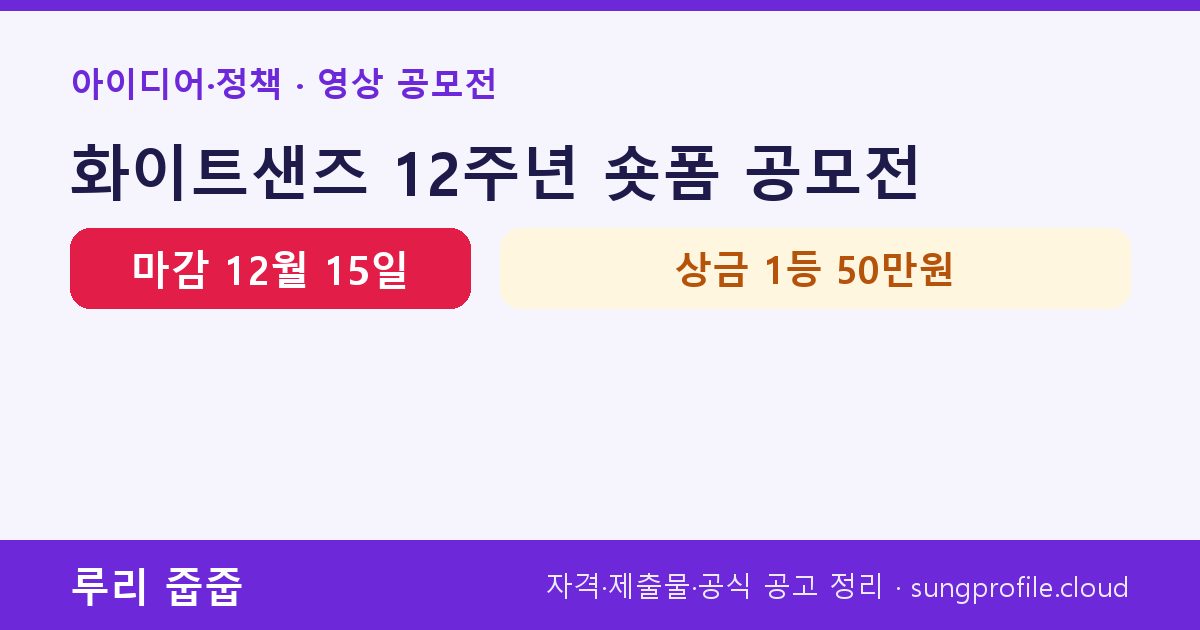 아이디어·정책 · 영상 공모전
화이트샌즈 12주년 숏폼 공모전
마감 12월 15일
상금 1등 50만원
루리 줍줍
자격·제출물·공식 공고 정리 · sungprofile.cloud